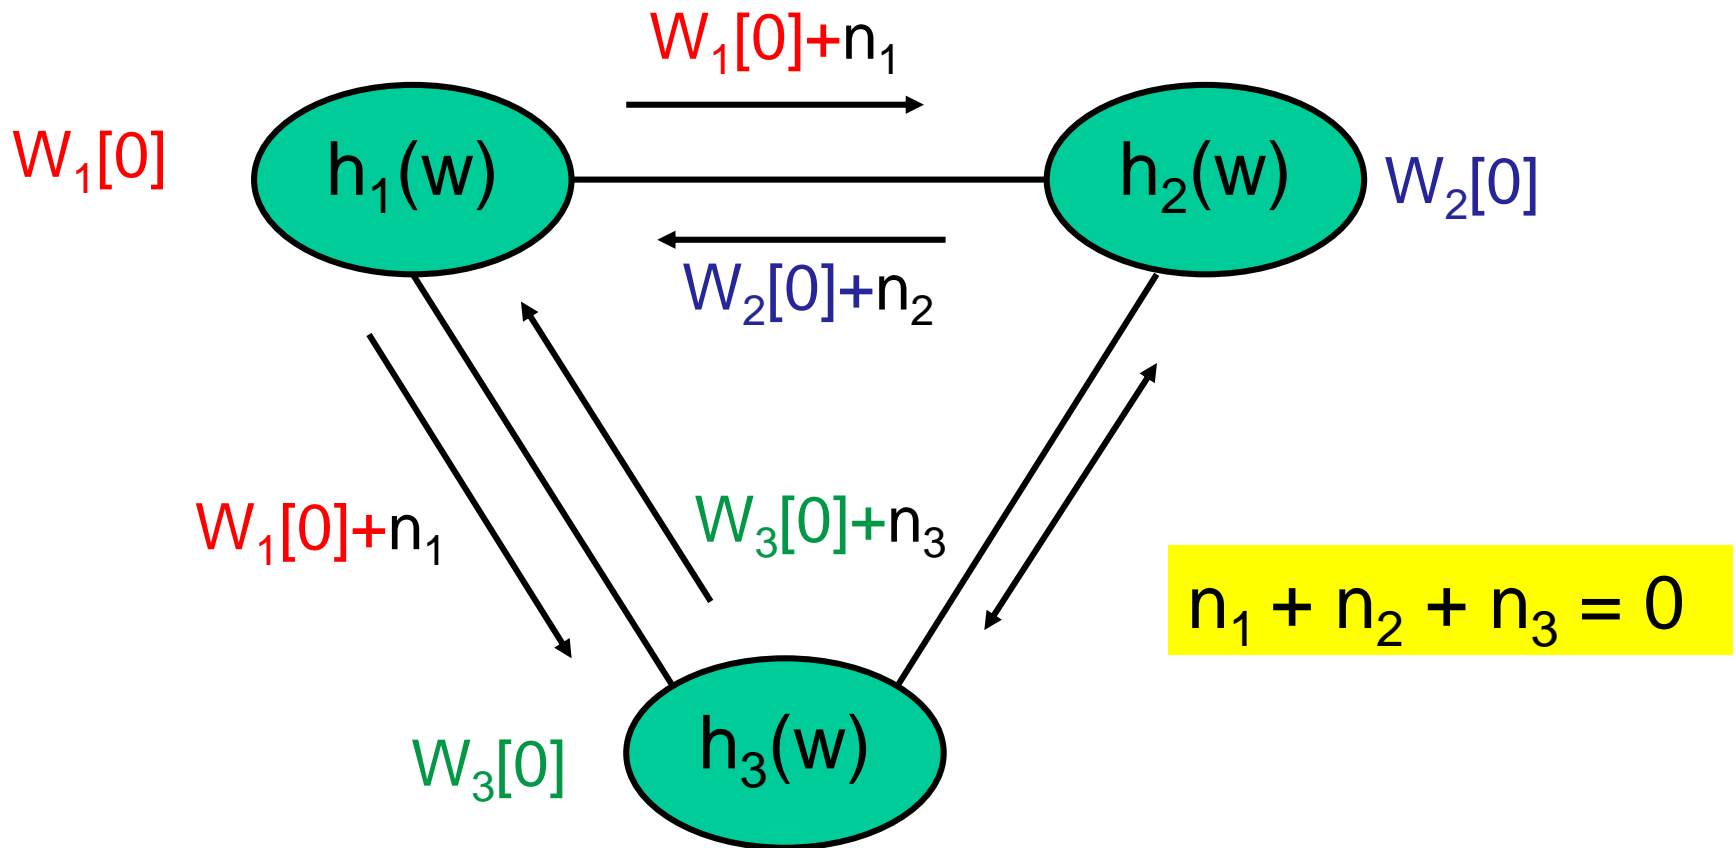 W₁[0]+n₁
W₁[0]
h₁(w)
h₂(w)
W₂[0]
W₂[0]+n₂
W₁[0]+n₁
W₃[0]+n₃
n₁ + n₂ + n₃ = 0
h₃(w)
W₃[0]